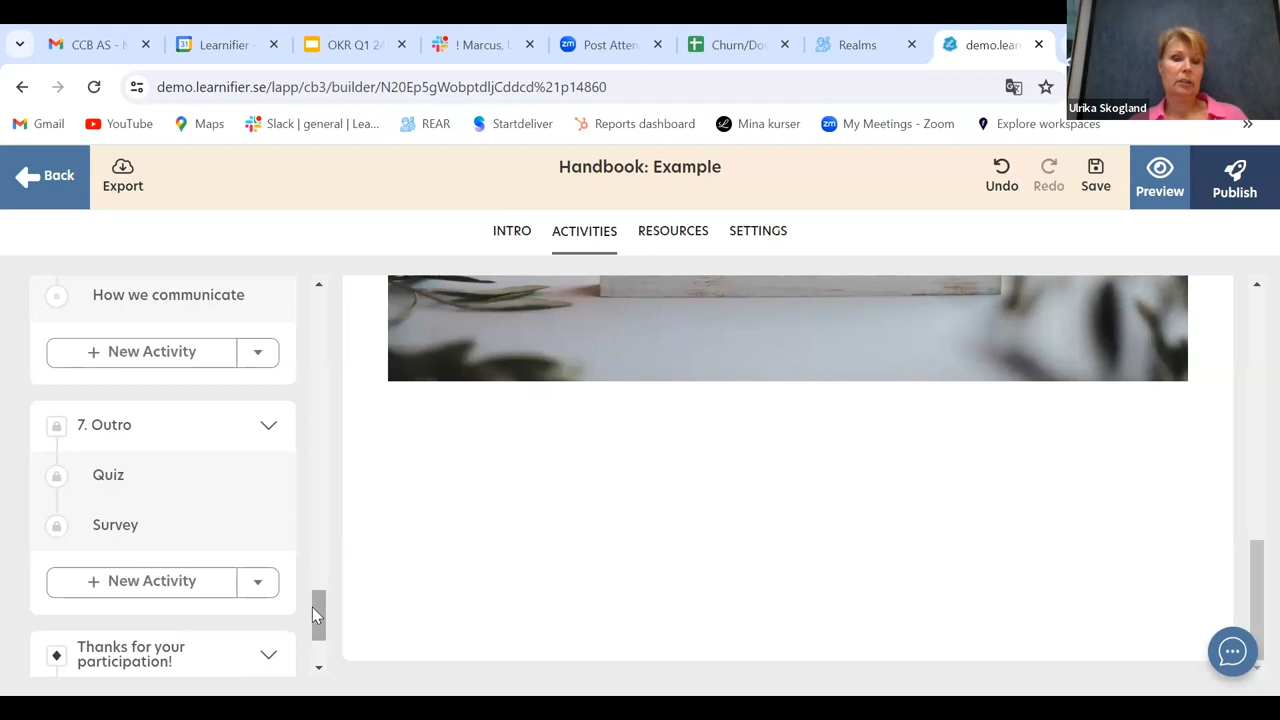 CCB AS - N
Learnifier -
OKR Q1 24
! Marcus, U
Post Atten
Churn/Do
Realms
demo.lear
demo.learnifier.se/lapp/cb3/builder/N20Ep5gWobptdIjCddcd%21p14860
Ulrika Skogland
Gmail
YouTube
Maps
Slack | general | Lea...
REAR
Startdeliver
Reports dashboard
Mina kurser
My Meetings - Zoom
Explore workspaces
Back
Export
Handbook: Example
Undo
Redo
Save
Preview
Publish
INTRO
ACTIVITIES
RESOURCES
SETTINGS
How we communicate
+ New Activity
7. Outro
Quiz
Survey
+ New Activity
Thanks for your
participation!